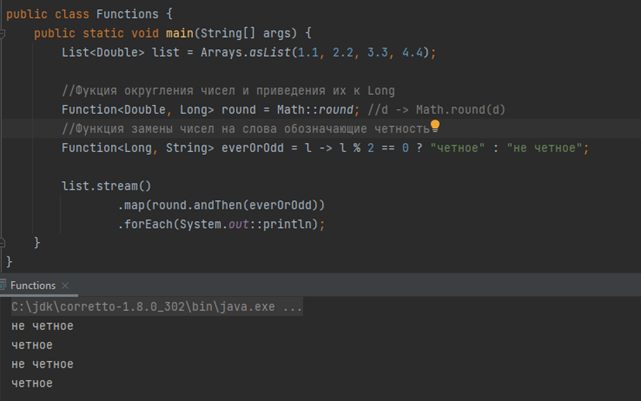 public class Functions {
public static void main(String[] args) {
List<Double> list = Arrays.asList(1.1, 2.2, 3.3, 4.4);
//Фукция округления чисел и приведения их к Long
Function<Double, Long> round = Math::round; //d -> Math.round(d)
//Функция замены чисел на слова обозначающие четность
Function<Long, String> everOrOdd = l -> l % 2 == 0 ? "четное" : "не четное";
list.stream()
.map(round.andThen(everOrOdd))
.forEach(System.out::println);
}
}
Functions ×
C:\jdk\corretto-1.8.0_302\bin\java.exe ...
не четное
четное
не четное
четное